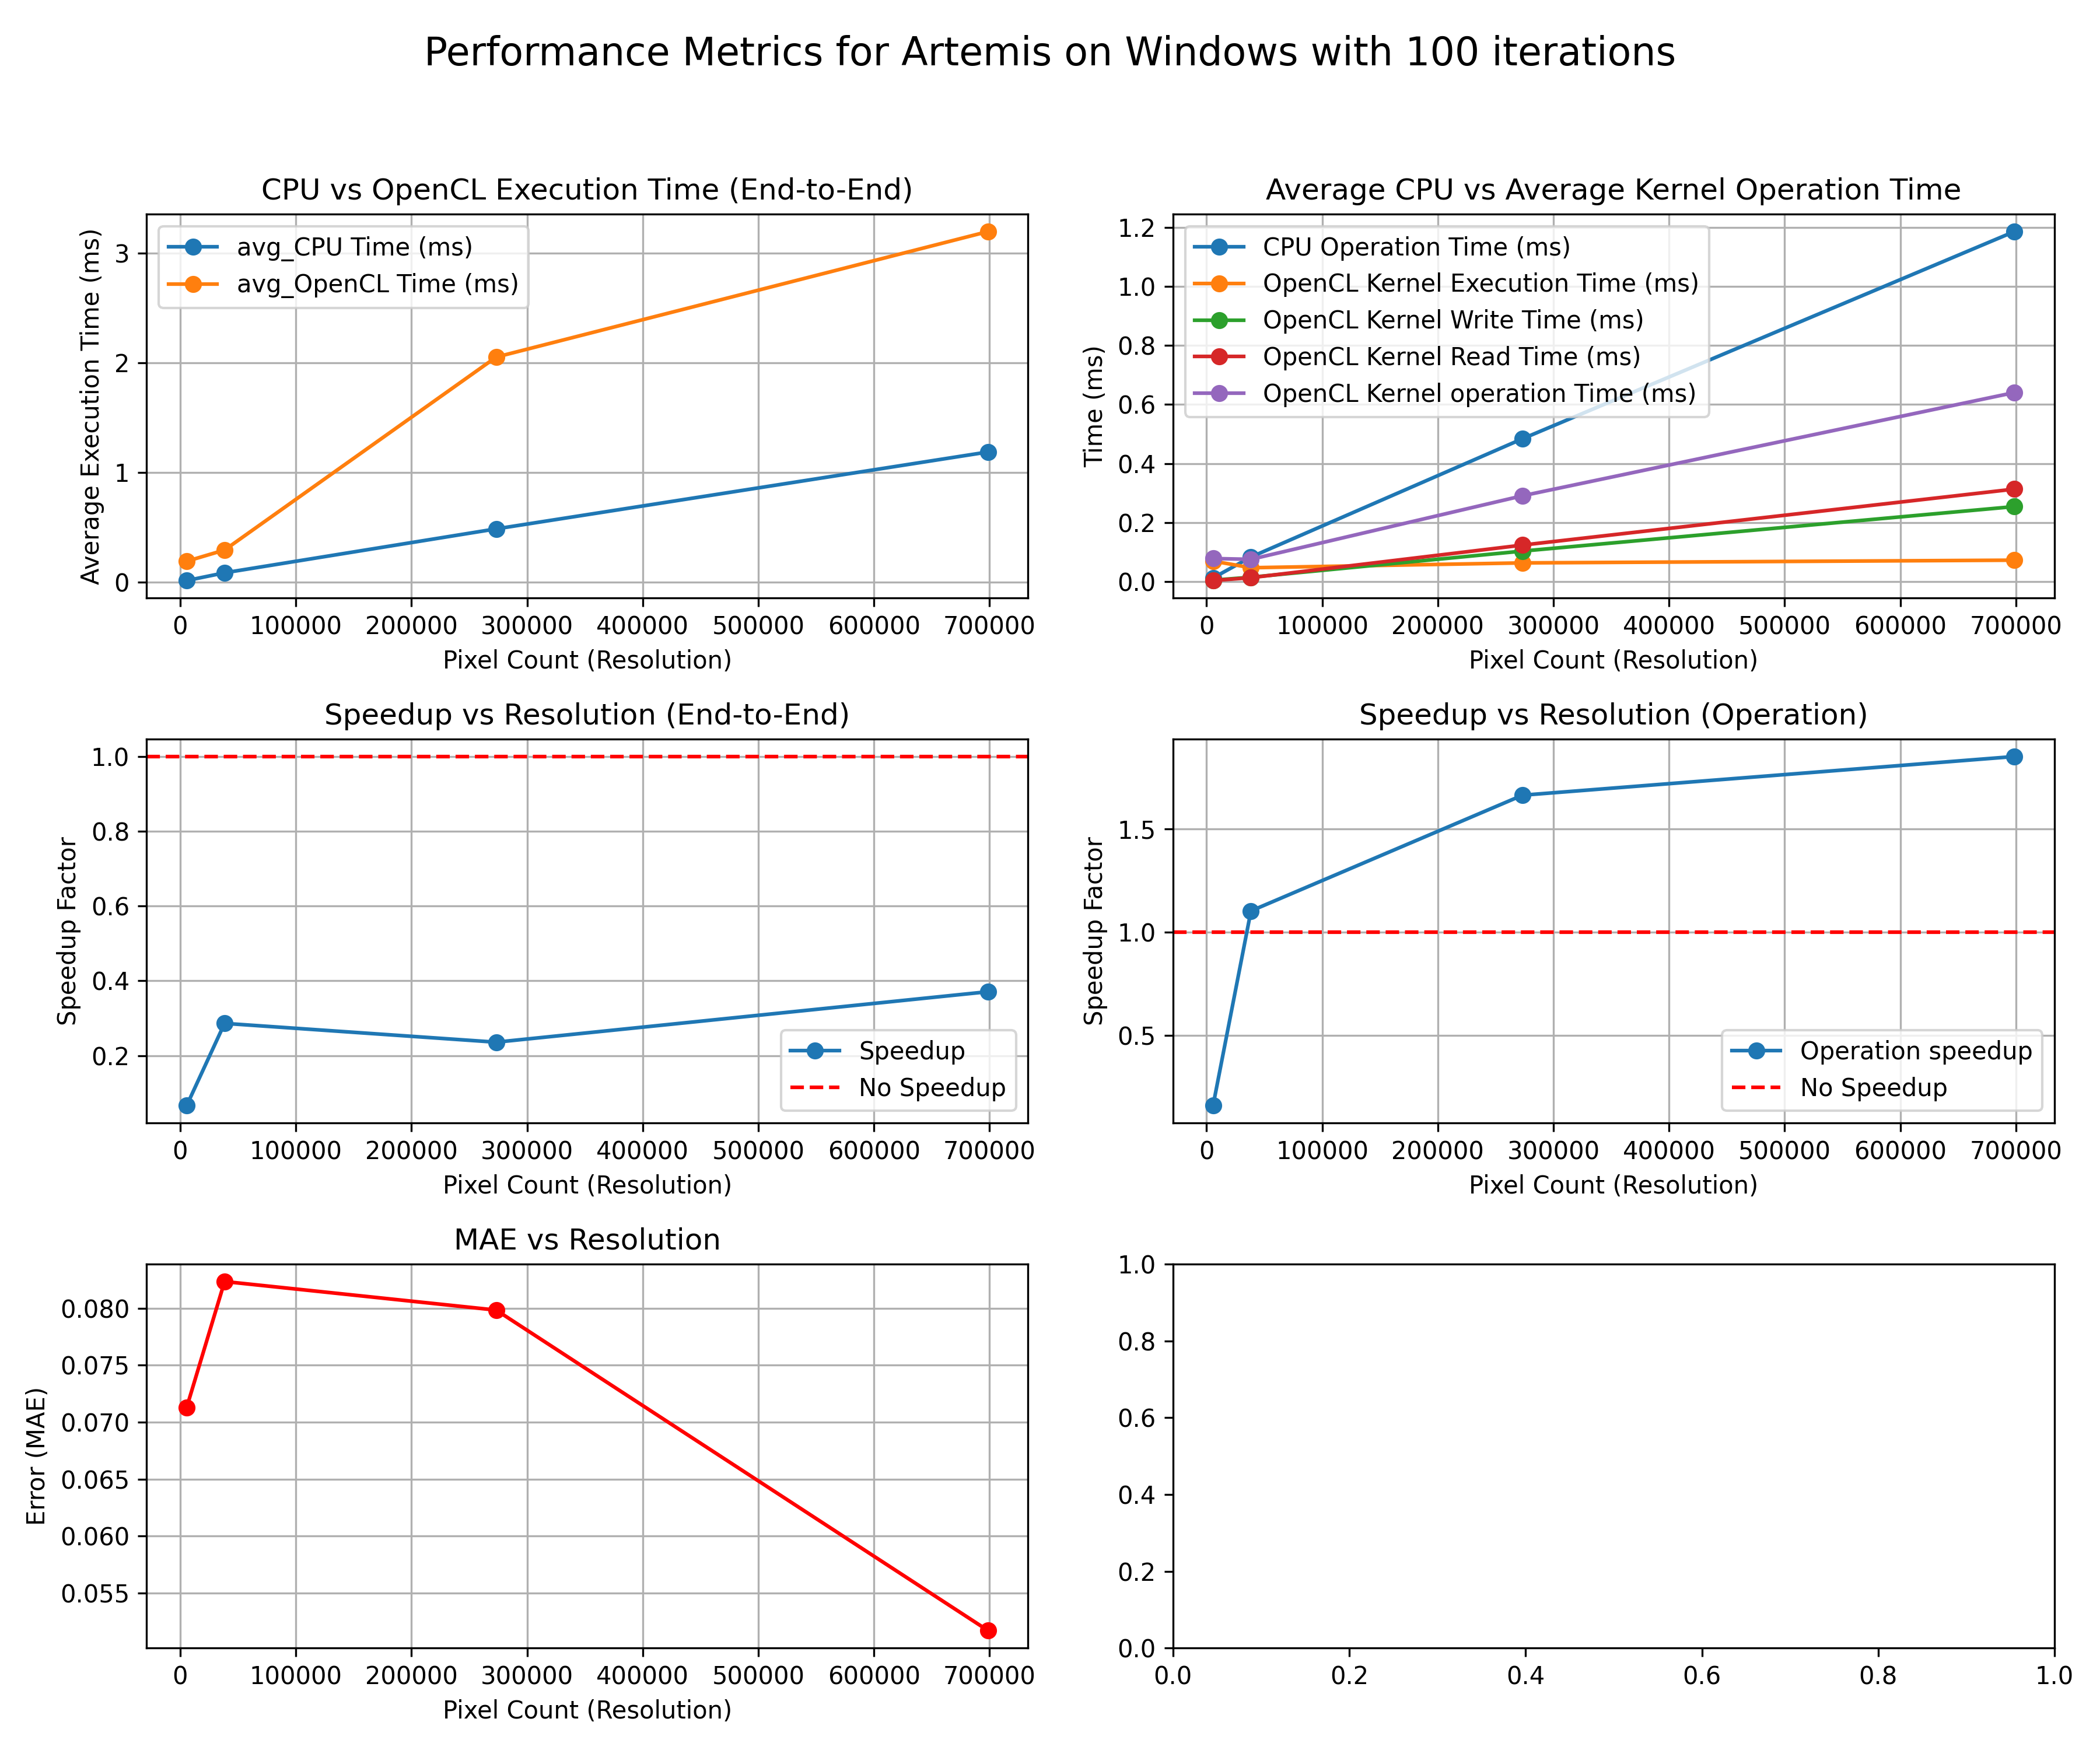 Performance Metrics for Artemis on Windows with 100 iterations
CPU vs OpenCL Execution Time (End-to-End)
Average Execution Time (ms)
3
2
1
0
avg_CPU Time (ms)
avg_OpenCL Time (ms)
0 100000 200000 300000 400000 500000 600000 700000
Pixel Count (Resolution)
Average CPU vs Average Kernel Operation Time
Time (ms)
1.2
1.0
0.8
0.6
0.4
0.2
0.0
CPU Operation Time (ms)
OpenCL Kernel Execution Time (ms)
OpenCL Kernel Write Time (ms)
OpenCL Kernel Read Time (ms)
OpenCL Kernel operation Time (ms)
0 100000 200000 300000 400000 500000 600000 700000
Pixel Count (Resolution)
Speedup vs Resolution (End-to-End)
Speedup Factor
1.0
0.8
0.6
0.4
0.2
Speedup
No Speedup
0 100000 200000 300000 400000 500000 600000 700000
Pixel Count (Resolution)
Speedup vs Resolution (Operation)
Speedup Factor
1.5
1.0
0.5
Operation speedup
No Speedup
0 100000 200000 300000 400000 500000 600000 700000
Pixel Count (Resolution)
MAE vs Resolution
Error (MAE)
0.080
0.075
0.070
0.065
0.060
0.055
0 100000 200000 300000 400000 500000 600000 700000
Pixel Count (Resolution)
1.0
0.8
0.6
0.4
0.2
0.0
0.0 0.2 0.4 0.6 0.8 1.0